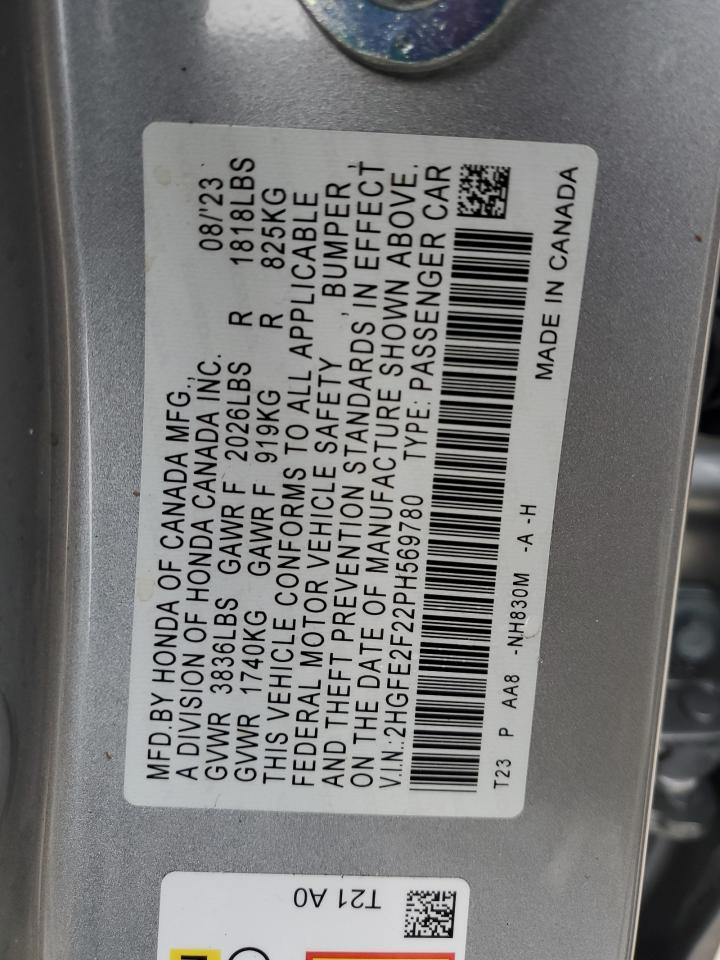 MFD.BY HONDA OF CANADA MFG.,
A DIVISION OF HONDA CANADA INC. 08/'23
GVWR 3836LBS GAWR F 2026LBS R 1818LBS
GVWR 1740KG GAWR F 919KG R 825KG
THIS VEHICLE CONFORMS TO ALL APPLICABLE
FEDERAL MOTOR VEHICLE SAFETY , BUMPER ,
AND THEFT PREVENTION STANDARDS IN EFFECT
ON THE DATE OF MANUFACTURE SHOWN ABOVE.
V.I.N.:2HGFE2F22PH569780 TYPE: PASSENGER CAR
T23 P AA8 -NH830M -A -H
MADE IN CANADA
T21 A0